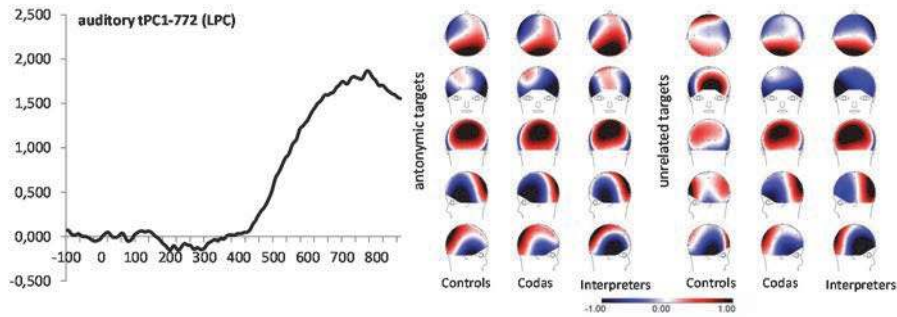 auditory tPC1-772 (LPC)
2,500
2,000
1,500
1,000
0,500
0,000
-0,500
-100 0 100 200 300 400 500 600 700 800
antonymic targets
unrelated targets
Controls Codas Interpreters Controls Codas Interpreters
-1.00 0.00 1.00